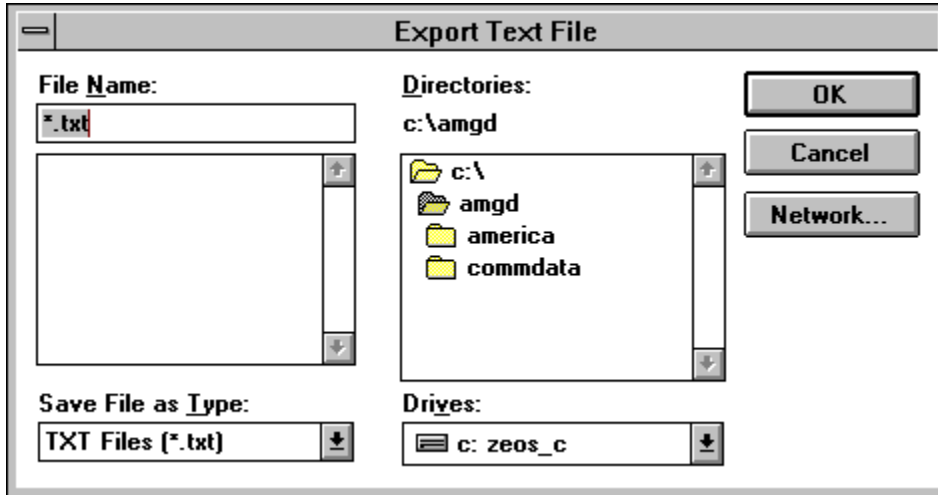 Export Text File
File Name:
*.txt
Directories:
c:\amgd
c:\
amgd
america
commdata
OK
Cancel
Network...
Save File as Type:
TXT Files (*.txt)
Drives:
c: zeos_c